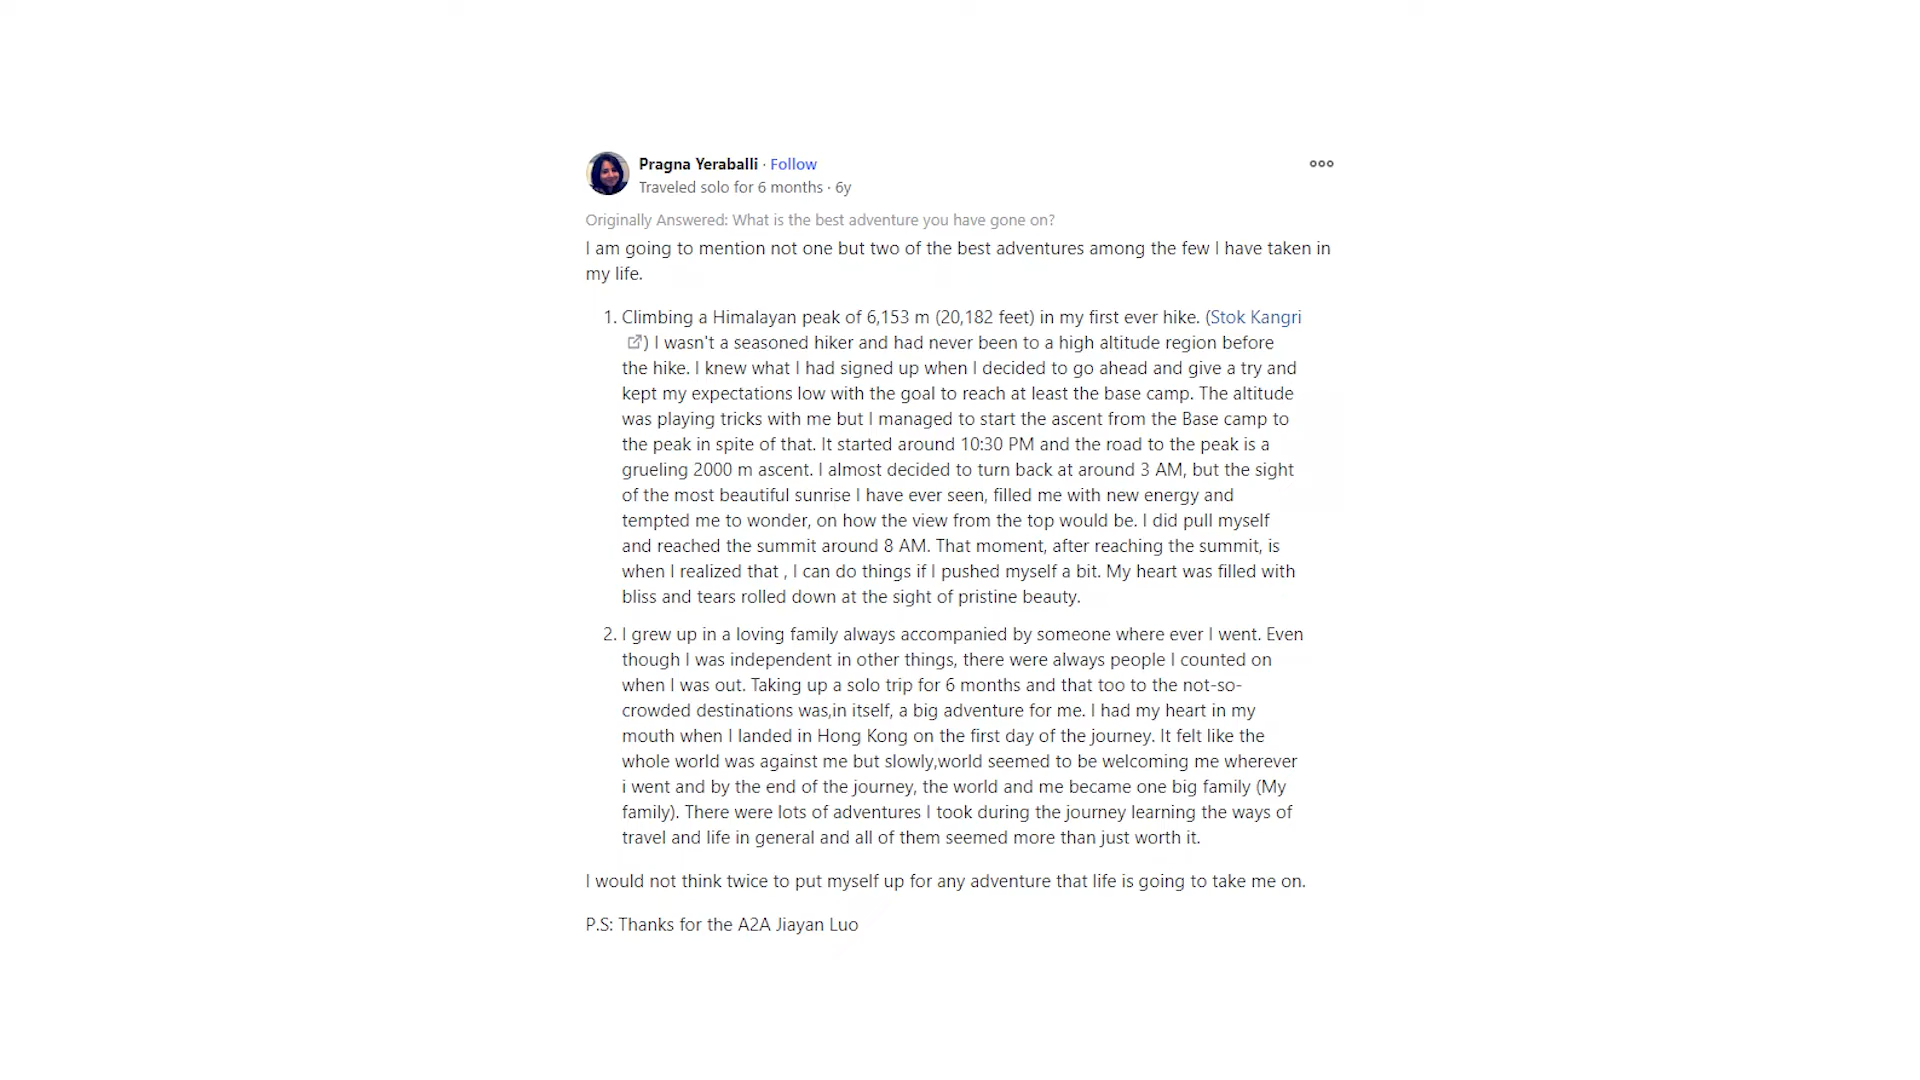 Pragna Yeraballi · Follow
Traveled solo for 6 months · 6y
Originally Answered: What is the best adventure you have gone on?
I am going to mention not one but two of the best adventures among the few I have taken in
my life.
1. Climbing a Himalayan peak of 6,153 m (20,182 feet) in my first ever hike. (Stok Kangri
) I wasn't a seasoned hiker and had never been to a high altitude region before
the hike. I knew what I had signed up when I decided to go ahead and give a try and
kept my expectations low with the goal to reach at least the base camp. The altitude
was playing tricks with me but I managed to start the ascent from the Base camp to
the peak in spite of that. It started around 10:30 PM and the road to the peak is a
grueling 2000 m ascent. I almost decided to turn back at around 3 AM, but the sight
of the most beautiful sunrise I have ever seen, filled me with new energy and
tempted me to wonder, on how the view from the top would be. I did pull myself
and reached the summit around 8 AM. That moment, after reaching the summit, is
when I realized that , I can do things if I pushed myself a bit. My heart was filled with
bliss and tears rolled down at the sight of pristine beauty.
2. I grew up in a loving family always accompanied by someone where ever I went. Even
though I was independent in other things, there were always people I counted on
when I was out. Taking up a solo trip for 6 months and that too to the not-so-
crowded destinations was,in itself, a big adventure for me. I had my heart in my
mouth when I landed in Hong Kong on the first day of the journey. It felt like the
whole world was against me but slowly,world seemed to be welcoming me wherever
i went and by the end of the journey, the world and me became one big family (My
family). There were lots of adventures I took during the journey learning the ways of
travel and life in general and all of them seemed more than just worth it.
I would not think twice to put myself up for any adventure that life is going to take me on.
P.S: Thanks for the A2A Jiayan Luo